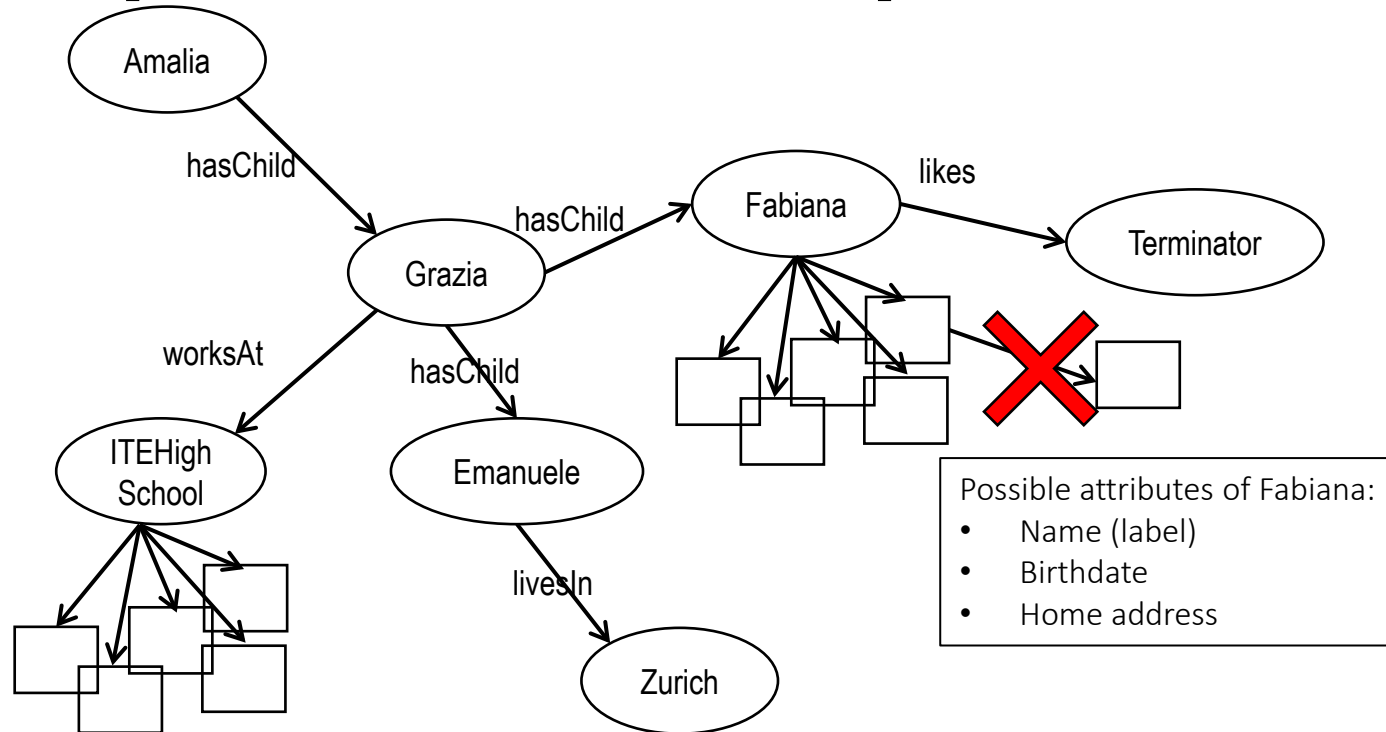 Amalia
hasChild
hasChild
Fabiana
likes
Terminator
Grazia
worksAt
hasChild
ITEHigh
School
Emanuele
livesIn
Zurich
Possible attributes of Fabiana:
• Name (label)
• Birthdate
• Home address